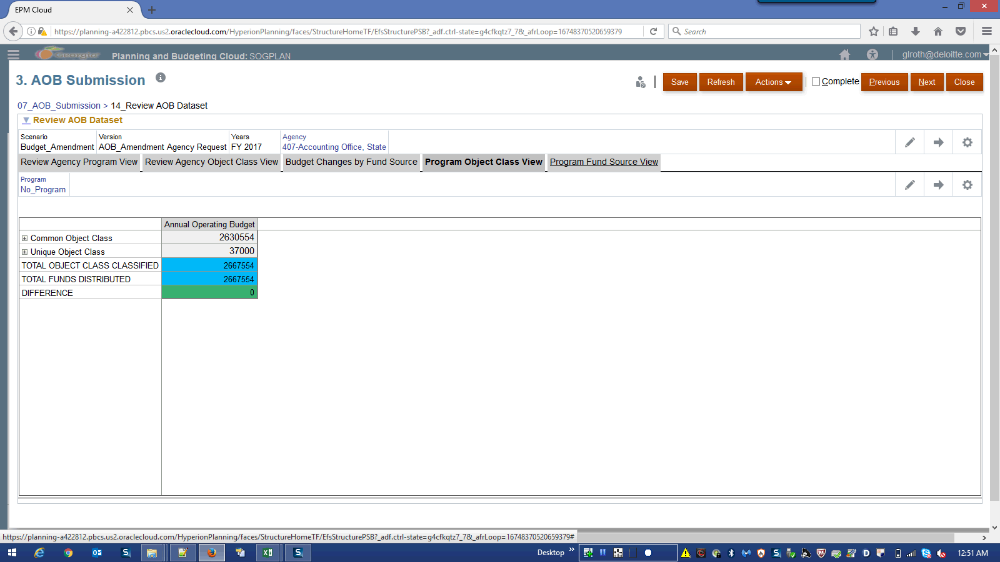 EPM Cloud
https://planning-a422812.pbcs.us2.oraclecloud.com/HyperionPlanning/faces/StructureHomeTF/EfsStructurePSB?_adf.ctrl-state=g4cfkqtz7_7&_afrLoop=16748370520659379
Search
Georgia Planning and Budgeting Cloud: SOGPLAN glroth@deloitte.com
3. AOB Submission
Save Refresh Actions Complete Previous Next Close
07_AOB_Submission > 14_Review AOB Dataset
Review AOB Dataset
Scenario Version Years Agency
Budget_Amendment AOB_Amendment Agency Request FY 2017 407-Accounting Office, State
Review Agency Program View Review Agency Object Class View Budget Changes by Fund Source Program Object Class View Program Fund Source View
Program
No_Program
Annual Operating Budget
Common Object Class 2630554
Unique Object Class 37000
TOTAL OBJECT CLASS CLASSIFIED 2667554
TOTAL FUNDS DISTRIBUTED 2667554
DIFFERENCE 0
https://planning-a422812.pbcs.us2.oraclecloud.com/HyperionPlanning/faces/StructureHomeTF/EfsStructurePSB?_adf.ctrl-state=g4cfkqtz7_7&_afrLoop=16748370520659379#
Desktop 12:51 AM